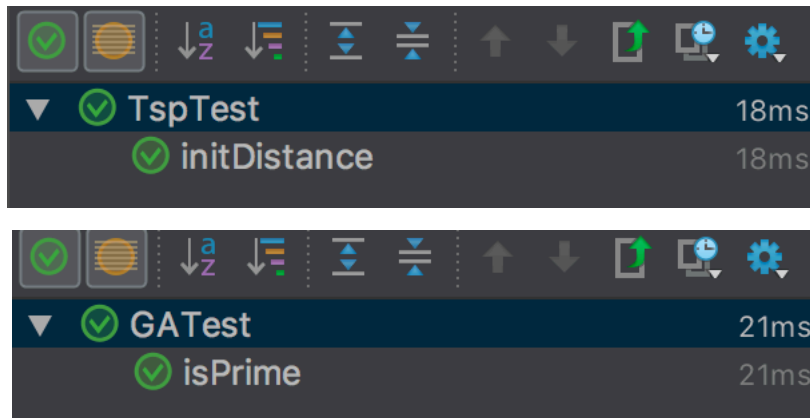 TspTest 18ms
initDistance 18ms
GATest 21ms
isPrime 21ms